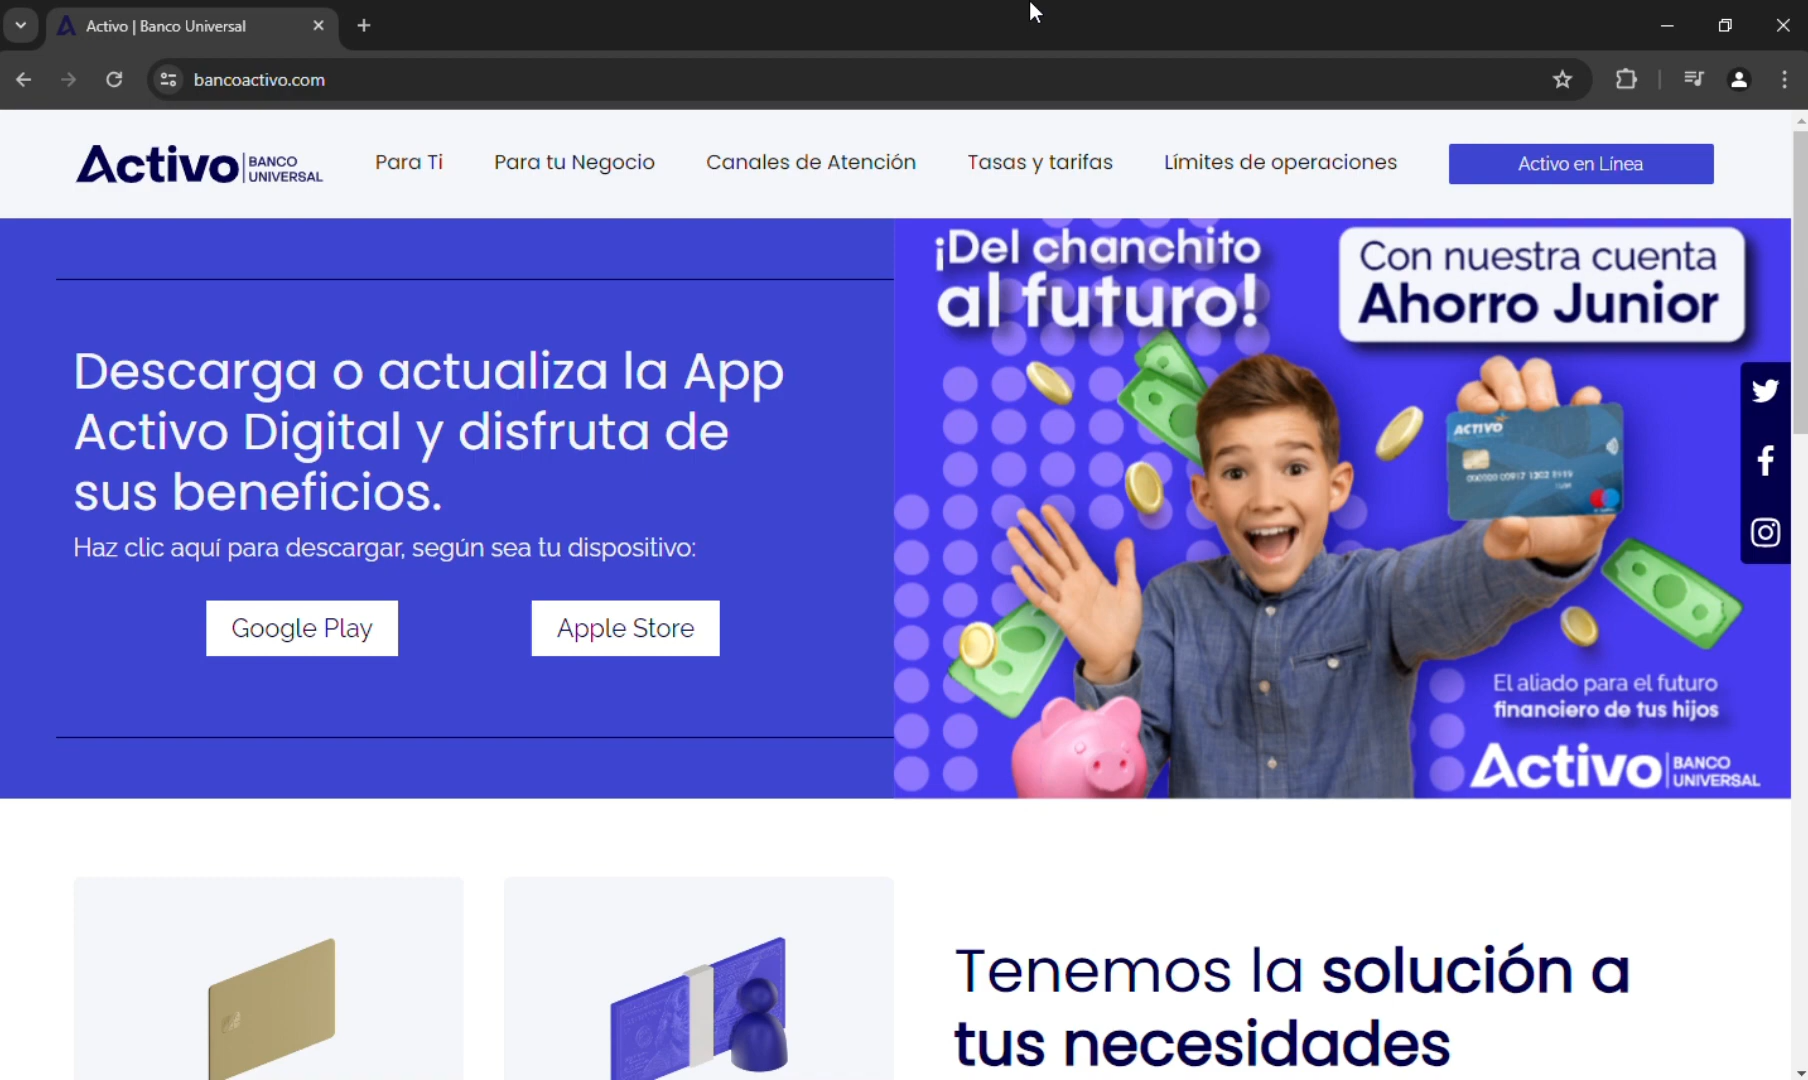 Activo | Banco Universal
bancoactivo.com
Activo BANCO UNIVERSAL
Para Ti
Para tu Negocio
Canales de Atención
Tasas y tarifas
Límites de operaciones
Activo en Línea
Descarga o actualiza la App
Activo Digital y disfruta de
sus beneficios.
Haz clic aquí para descargar, según sea tu dispositivo:
Google Play
Apple Store
¡Del chanchito
al futuro!
Con nuestra cuenta
Ahorro Junior
ACTIVO
El aliado para el futuro
financiero de tus hijos
Activo BANCO UNIVERSAL
Tenemos la solución a
tus necesidades